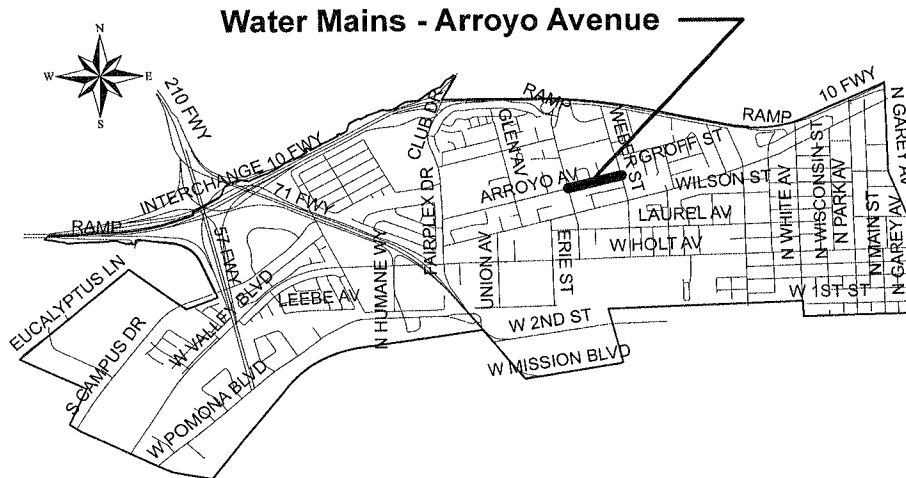 Water Mains - Arroyo Avenue
N
W
E
S
210 FWY
INTERCHANGE 10 FWY
RAMP
71 FWY
57 FWY
CLUB DR
FAIRPLEX DR
RAMP
GLEN AV
WEBER ST
GROFF ST
RAMP
10 FWY
N GAREY AV
ARROYO AV
WILSON ST
LAUREL AV
W HOLT AV
N WHITE AV
N WISCONSIN ST
N PARK AV
N MAIN ST
N GAREY AV
UNION AV
ERIE ST
W 1ST ST
EUCALYPTUS LN
S CAMPUS DR
W VALLEY BLVD
LEEBE AV
N HUMANE WY
W 2ND ST
W MISSION BLVD
W POMONA BLVD